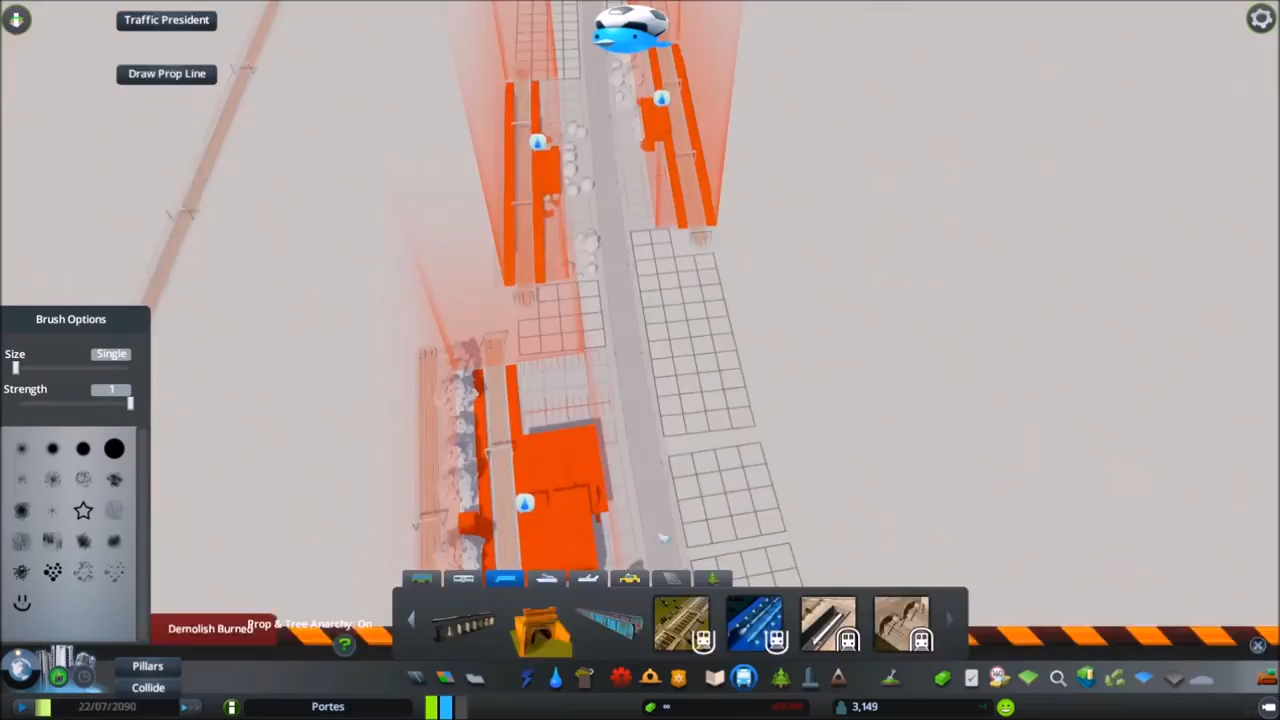 Traffic President
Draw Prop Line
Brush Options
Size
Single
Strength
1
Demolish Burned
Prop & Tree Anarchy: On
?
Pillars
Collide
22/07/2090
Portes
∞
3,149